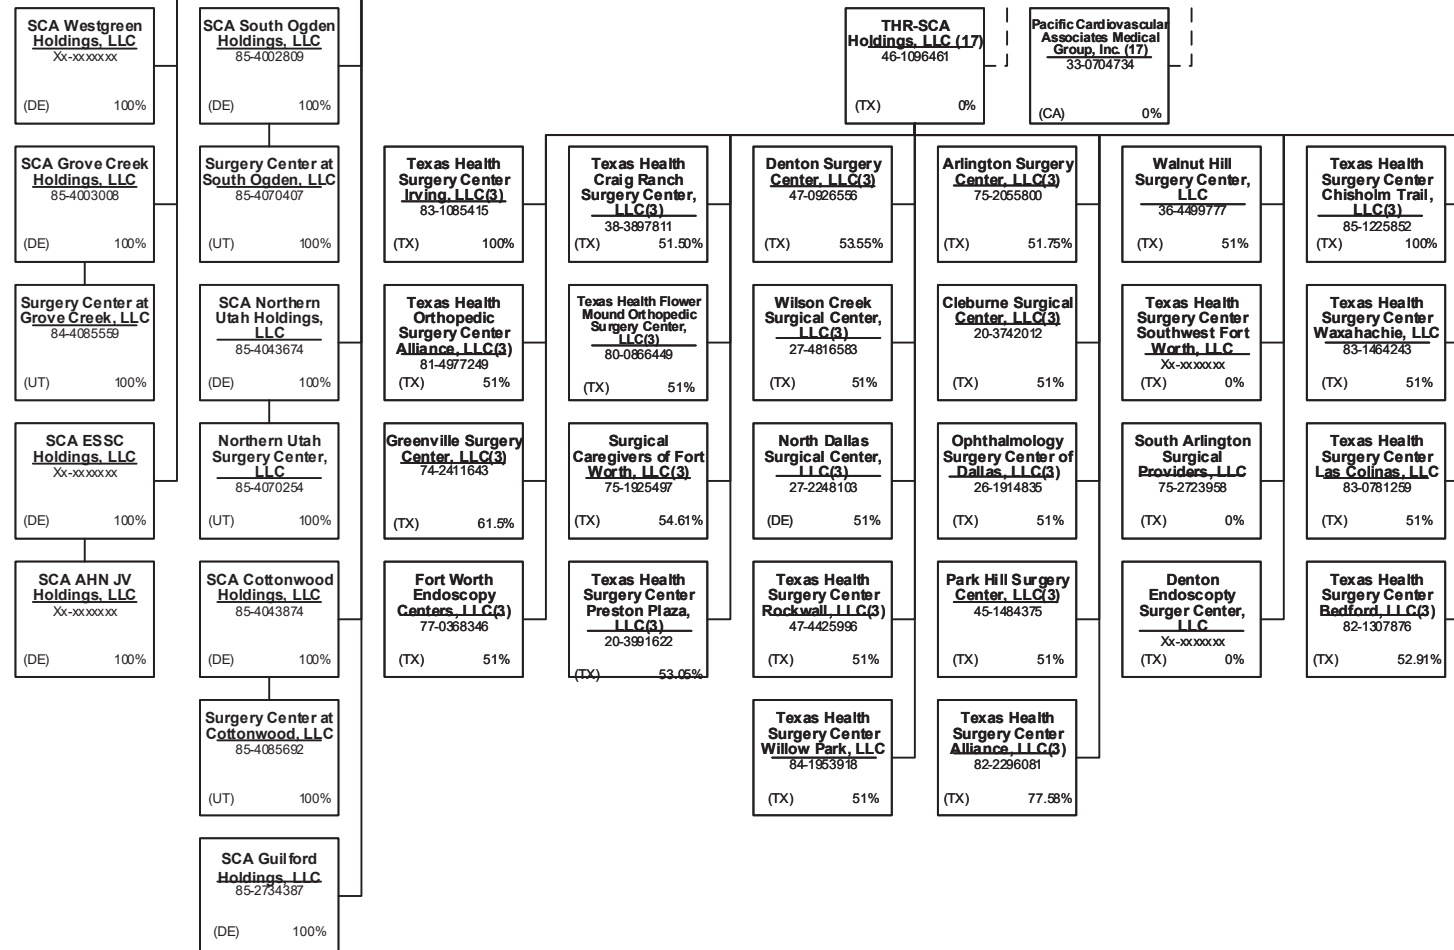 SCA Westgreen
Holdings, LLC
Xx-xxxxxxx
(DE) 100%
SCA South Ogden
Holdings, LLC
85-4002809
(DE) 100%
THR-SCA
Holdings, LLC (17)
46-1096461
(TX) 0%
Pacific Cardiovascular
Associates Medical
Group, Inc. (17)
33-0704734
(CA) 0%
SCA Grove Creek
Holdings, LLC
85-4003008
(DE) 100%
Surgery Center at
South Ogden, LLC
85-4070407
(UT) 100%
Texas Health
Surgery Center
Irving, LLC(3)
83-1085415
(TX) 100%
Texas Health
Craig Ranch
Surgery Center,
LLC(3)
38-3897811
(TX) 51.50%
Denton Surgery
Center, LLC(3)
47-0926556
(TX) 53.55%
Arlington Surgery
Center, LLC(3)
75-2055800
(TX) 51.75%
Walnut Hill
Surgery Center,
LLC
36-4499777
(TX) 51%
Texas Health
Surgery Center
Chisholm Trail,
LLC(3)
85-1225852
(TX) 100%
Surgery Center at
Grove Creek, LLC
84-4085559
(UT) 100%
SCA Northern
Utah Holdings,
LLC
85-4043674
(DE) 100%
Texas Health
Orthopedic
Surgery Center
Alliance, LLC(3)
81-4977249
(TX) 51%
Texas Health Flower
Mound Orthopedic
Surgery Center,
LLC(3)
80-0866449
(TX) 51%
Wilson Creek
Surgical Center,
LLC(3)
27-4816583
(TX) 51%
Cleburne Surgical
Center, LLC(3)
20-3742012
(TX) 51%
Texas Health
Surgery Center
Southwest Fort
Worth, LLC
Xx-xxxxxxx
(TX) 0%
Texas Health
Surgery Center
Waxahachie, LLC
83-1464243
(TX) 51%
SCA ESSC
Holdings, LLC
Xx-xxxxxxx
(DE) 100%
Northern Utah
Surgery Center,
LLC
85-4070254
(UT) 100%
Greenville Surgery
Center, LLC(3)
74-2411643
(TX) 61.5%
Surgical
Caregivers of Fort
Worth, LLC(3)
75-1925497
(TX) 54.61%
North Dallas
Surgical Center,
LLC(3)
27-2248103
(DE) 51%
Ophthalmology
Surgery Center of
Dallas, LLC(3)
26-1914835
(TX) 51%
South Arlington
Surgical
Providers, LLC
75-2723958
(TX) 0%
Texas Health
Surgery Center
Las Colinas, LLC
83-0781259
(TX) 51%
SCA AHN JV
Holdings, LLC
Xx-xxxxxxx
(DE) 100%
SCA Cottonwood
Holdings, LLC
85-4043874
(DE) 100%
Fort Worth
Endoscopy
Centers, LLC(3)
77-0368346
(TX) 51%
Texas Health
Surgery Center
Preston Plaza,
LLC(3)
20-3991622
(TX) 53.05%
Texas Health
Surgery Center
Rockwall, LLC(3)
47-4425996
(TX) 51%
Park Hill Surgery
Center, LLC(3)
45-1484375
(TX) 51%
Denton
Endoscopty
Surger Center,
LLC
Xx-xxxxxxx
(TX) 0%
Texas Health
Surgery Center
Bedford, LLC(3)
82-1307876
(TX) 52.91%
Surgery Center at
Cottonwood, LLC
85-4085692
(UT) 100%
Texas Health
Surgery Center
Willow Park, LLC
84-1953918
(TX) 51%
Texas Health
Surgery Center
Alliance, LLC(3)
82-2296081
(TX) 77.58%
SCA Guilford
Holdings, LLC
85-2734387
(DE) 100%